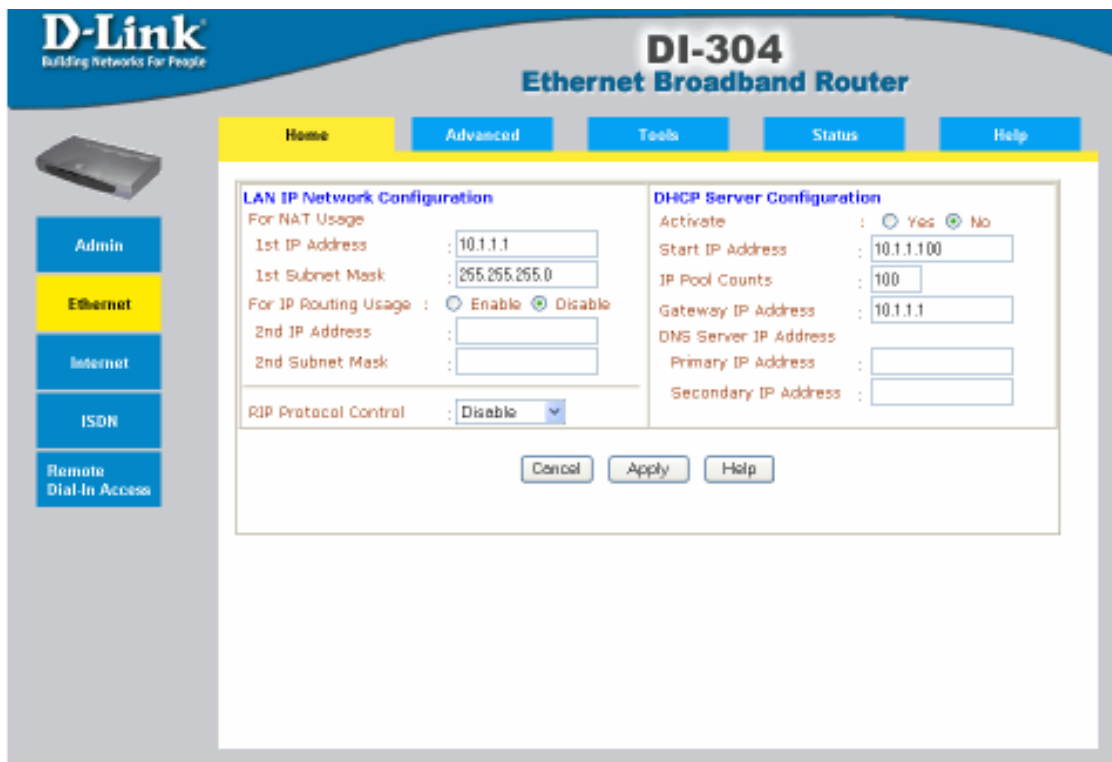 D-Link
Building Networks For People
DI-304
Ethernet Broadband Router
Home Advanced Tools Status Help
Admin
Ethernet
Internet
ISDN
Remote
Dial-In Access
LAN IP Network Configuration
For NAT Usage
1st IP Address : 10.1.1.1
1st Subnet Mask : 255.255.255.0
For IP Routing Usage : Enable Disable
2nd IP Address :
2nd Subnet Mask :
RIP Protocol Control : Disable
DHCP Server Configuration
Activate : Yes No
Start IP Address : 10.1.1.100
IP Pool Counts : 100
Gateway IP Address : 10.1.1.1
DNS Server IP Address
Primary IP Address :
Secondary IP Address :
Cancel Apply Help